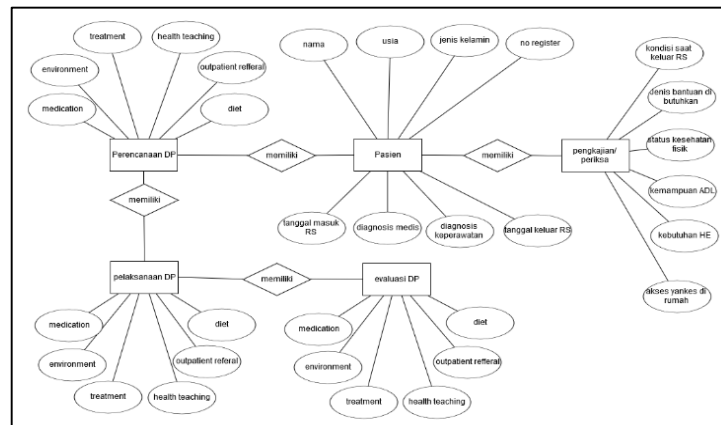 treatment
health teaching
environment
outpatient refferal
medication
diet
Perencanaan DP
memiliki
nama
usia
jenis kelamin
no register
Pasien
memiliki
tanggal masuk
RS
diagnosis medis
diagnosis
keperawatan
tanggal keluar RS
kondisi saat
keluar RS
jenis bantuan di
butuhkan
status kesehatan
fisik
kemampuan ADL
kebutuhan HE
akses yankes di
rumah
pengkajian/
periksa
memiliki
pelaksanaan DP
memiliki
evaluasi DP
medication
environment
treatment
health teaching
outpatient referal
diet
medication
environment
treatment
health teaching
outpatient refferal
diet